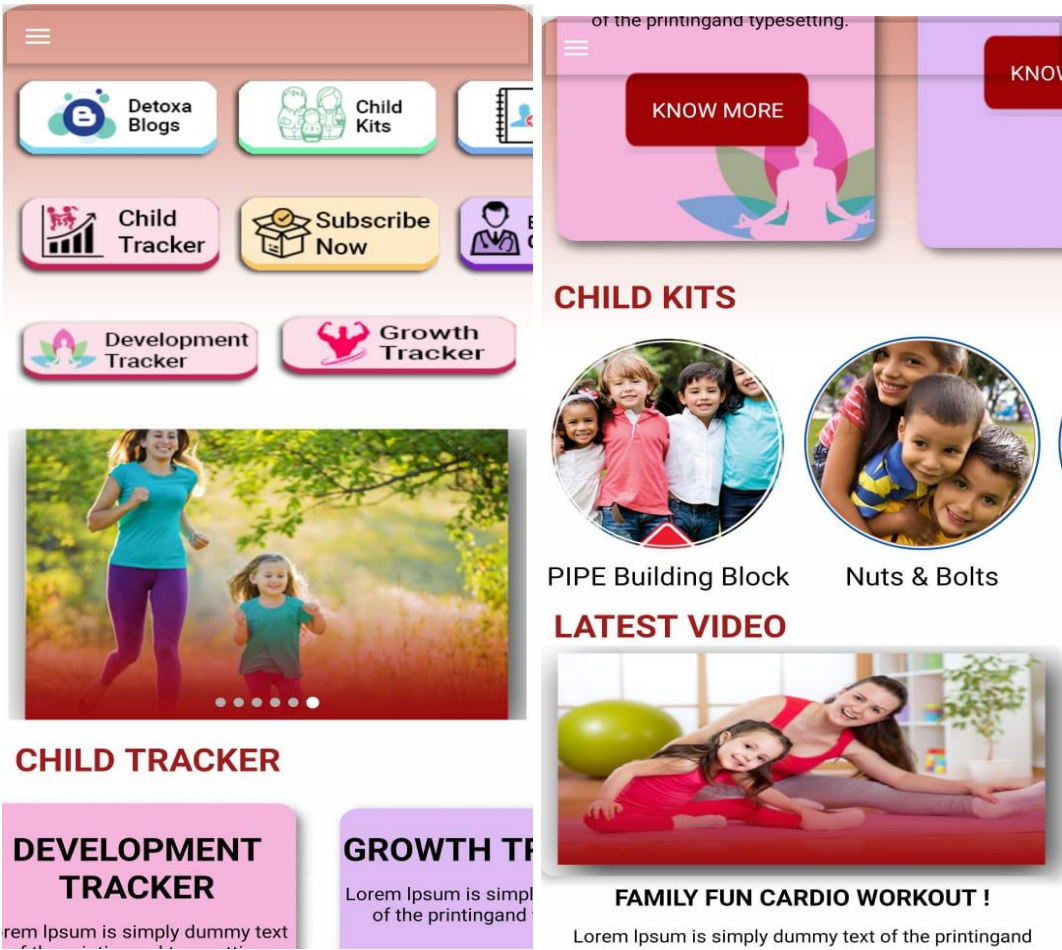 Detoxa
Blogs
Child
Kits
Child
Tracker
Subscribe
Now
Development
Tracker
Growth
Tracker
CHILD TRACKER
DEVELOPMENT
TRACKER
rem Ipsum is simply dummy text
GROWTH TR
Lorem Ipsum is simpl
of the printingand
of the printingand typesetting.
KNOW MORE
KNOW
CHILD KITS
PIPE Building Block
Nuts & Bolts
LATEST VIDEO
FAMILY FUN CARDIO WORKOUT !
Lorem Ipsum is simply dummy text of the printingand